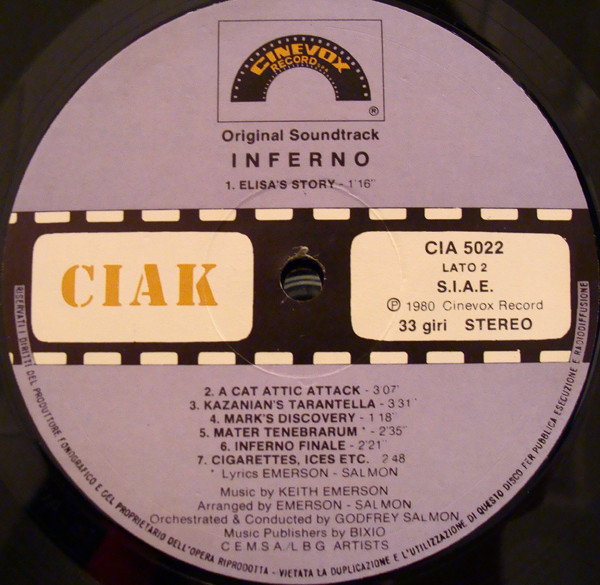 CINEVOX
RECORD S.P.A.
®
Original Soundtrack
INFERNO
1. ELISA'S STORY - 1'16"
CIAK
CIA 5022
LATO 2
S.I.A.E.
℗ 1980 Cinevox Record
33 giri STEREO
2. A CAT ATTIC ATTACK - 3'07"
3. KAZANIAN'S TARANTELLA - 3'31"
4. MARK'S DISCOVERY - 1'18"
5. MATER TENEBRARUM * - 2'35"
6. INFERNO FINALE - 2'21"
7. CIGARETTES, ICES ETC. 2'48
* Lyrics EMERSON - SALMON
Music by KEITH EMERSON
Arranged by EMERSON - SALMON
Orchestrated & Conducted by GODFREY SALMON
Music Publishers by BIXIO
C E M S A / L B G ARTISTS
RISERVATI I DIRITTI DEL PRODUTTORE FONOGRAFICO E DEL PROPRIETARIO DELL'OPERA RIPRODOTTA - VIETATA LA DUPLICAZIONE E L'UTILIZZAZIONE DI QUESTO DISCO PER PUBBLICA ESECUZIONE E RADIODIFFUSIONE